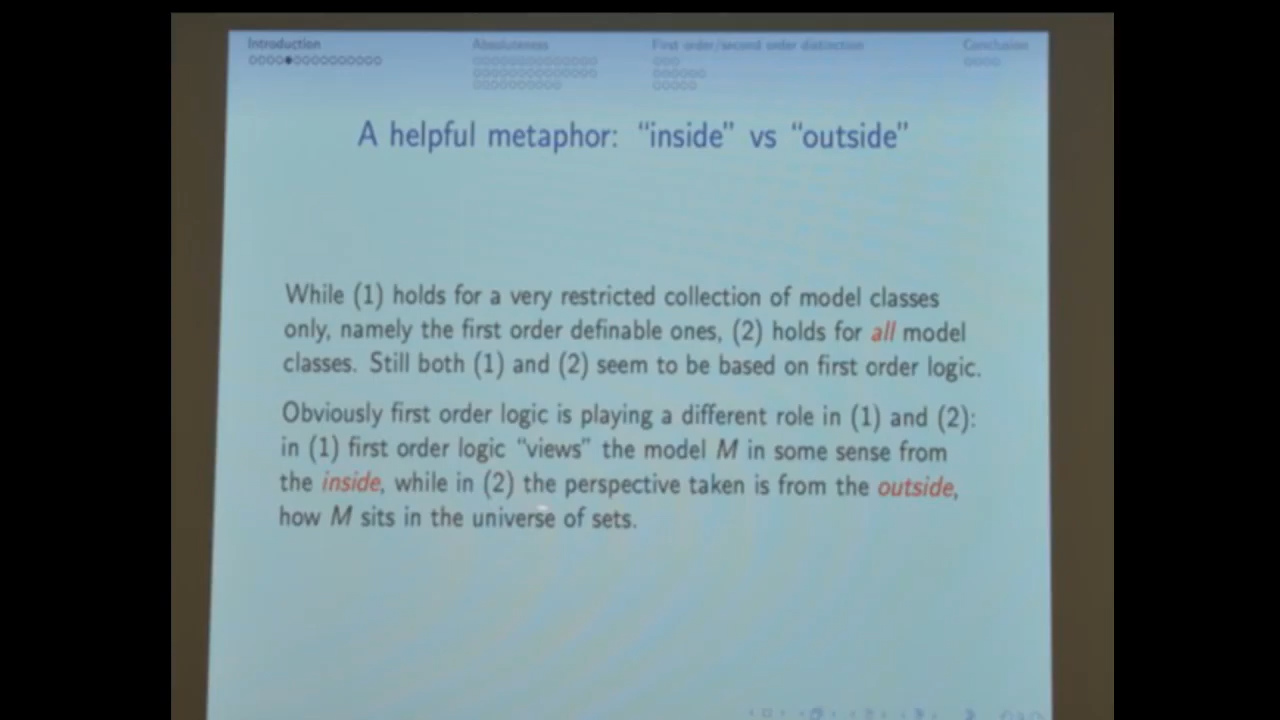 Introduction
Absoluteness
First order/second order distinction
Conclusion
A helpful metaphor: “inside” vs “outside”
While (1) holds for a very restricted collection of model classes
only, namely the first order definable ones, (2) holds for all model
classes. Still both (1) and (2) seem to be based on first order logic.
Obviously first order logic is playing a different role in (1) and (2):
in (1) first order logic “views” the model M in some sense from
the inside, while in (2) the perspective taken is from the outside,
how M sits in the universe of sets.